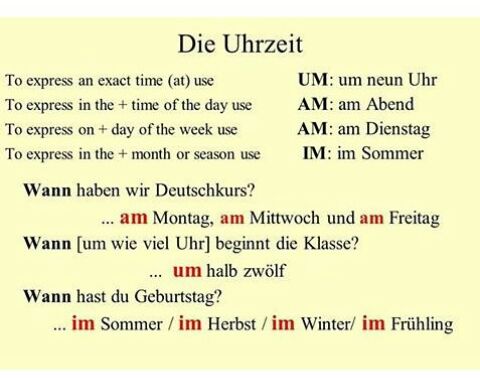 Die Uhrzeit
To express an exact time (at) use UM: um neun Uhr
To express in the + time of the day use AM: am Abend
To express on + day of the week use AM: am Dienstag
To express in the + month or season use IM: im Sommer
Wann haben wir Deutschkurs?
... am Montag, am Mittwoch und am Freitag
Wann [um wie viel Uhr] beginnt die Klasse?
... um halb zwölf
Wann hast du Geburtstag?
... im Sommer / im Herbst / im Winter/ im Frühling